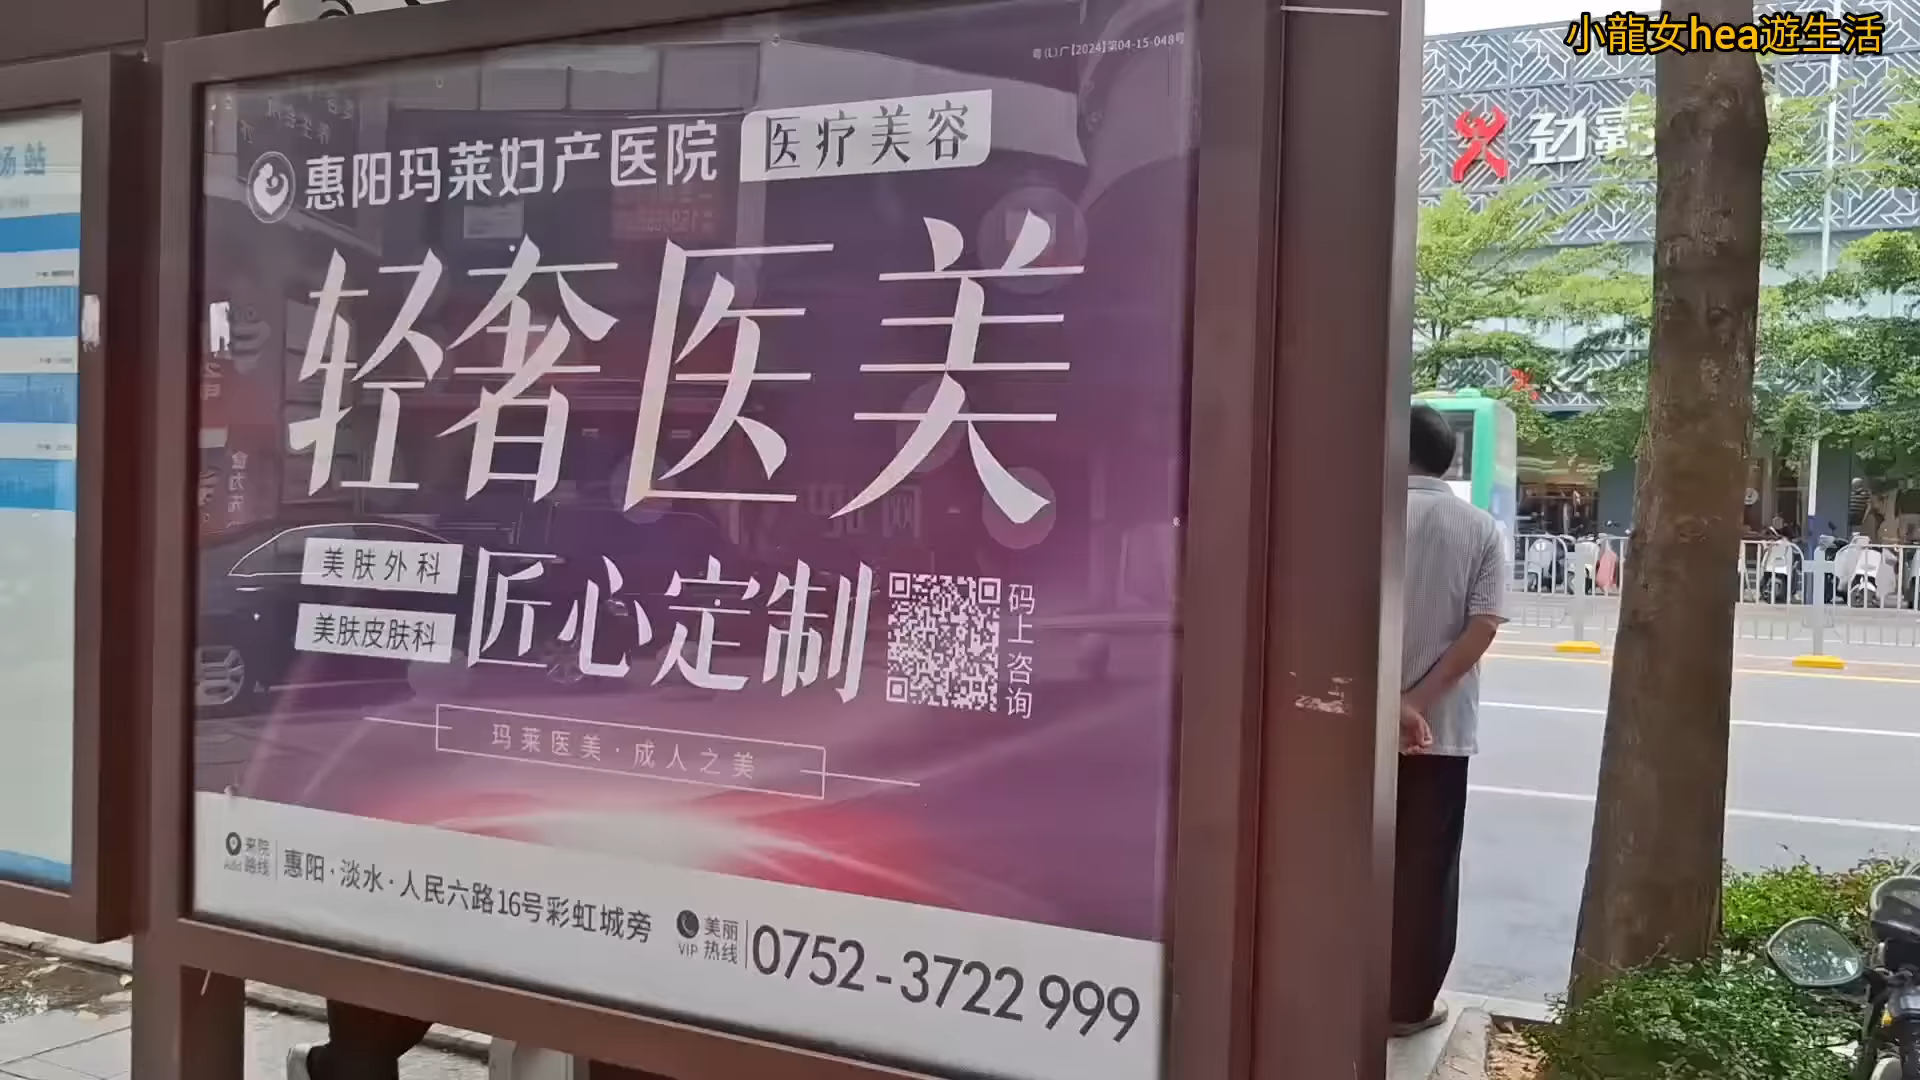 小龍女hea遊生活
粤(L)广【2024】第04-15-048号
惠阳玛莱妇产医院 医疗美容
劲霸
场站
轻奢医美
美肤外科
美肤皮肤科
匠心定制
码上咨询
玛莱医美·成人之美
来院路线
惠阳·淡水·人民六路16号彩虹城旁
美丽热线
VIP
0752-3722 999